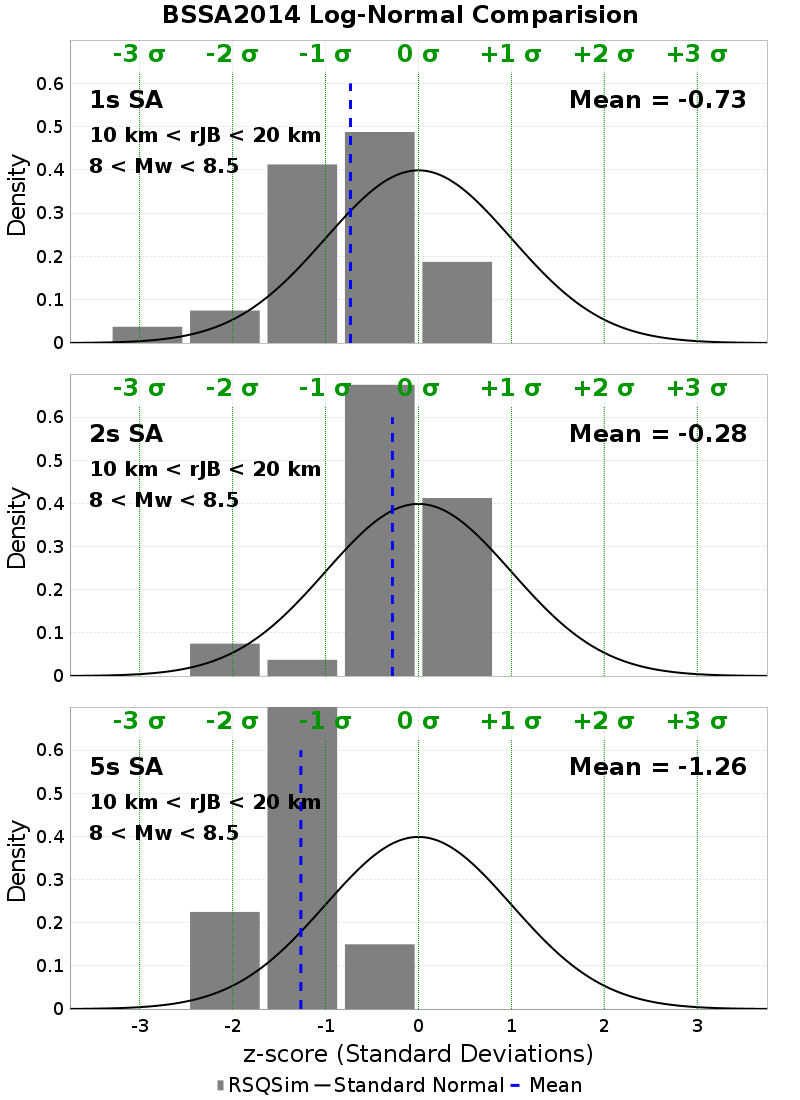 BSSA2014 Log-Normal Comparision
-3 σ -2 σ -1 σ 0 σ +1 σ +2 σ +3 σ
1s SA
Mean = -0.73
10 km < rJB < 20 km
8 < Mw < 8.5
Density
0.6
0.5
0.4
0.3
0.2
0.1
0
-3 σ -2 σ -1 σ 0 σ +1 σ +2 σ +3 σ
2s SA
Mean = -0.28
10 km < rJB < 20 km
8 < Mw < 8.5
Density
0.6
0.5
0.4
0.3
0.2
0.1
0
-3 σ -2 σ -1 σ 0 σ +1 σ +2 σ +3 σ
5s SA
Mean = -1.26
10 km < rJB < 20 km
8 < Mw < 8.5
Density
0.6
0.5
0.4
0.3
0.2
0.1
0
-3 -2 -1 0 1 2 3
z-score (Standard Deviations)
RSQSim Standard Normal Mean